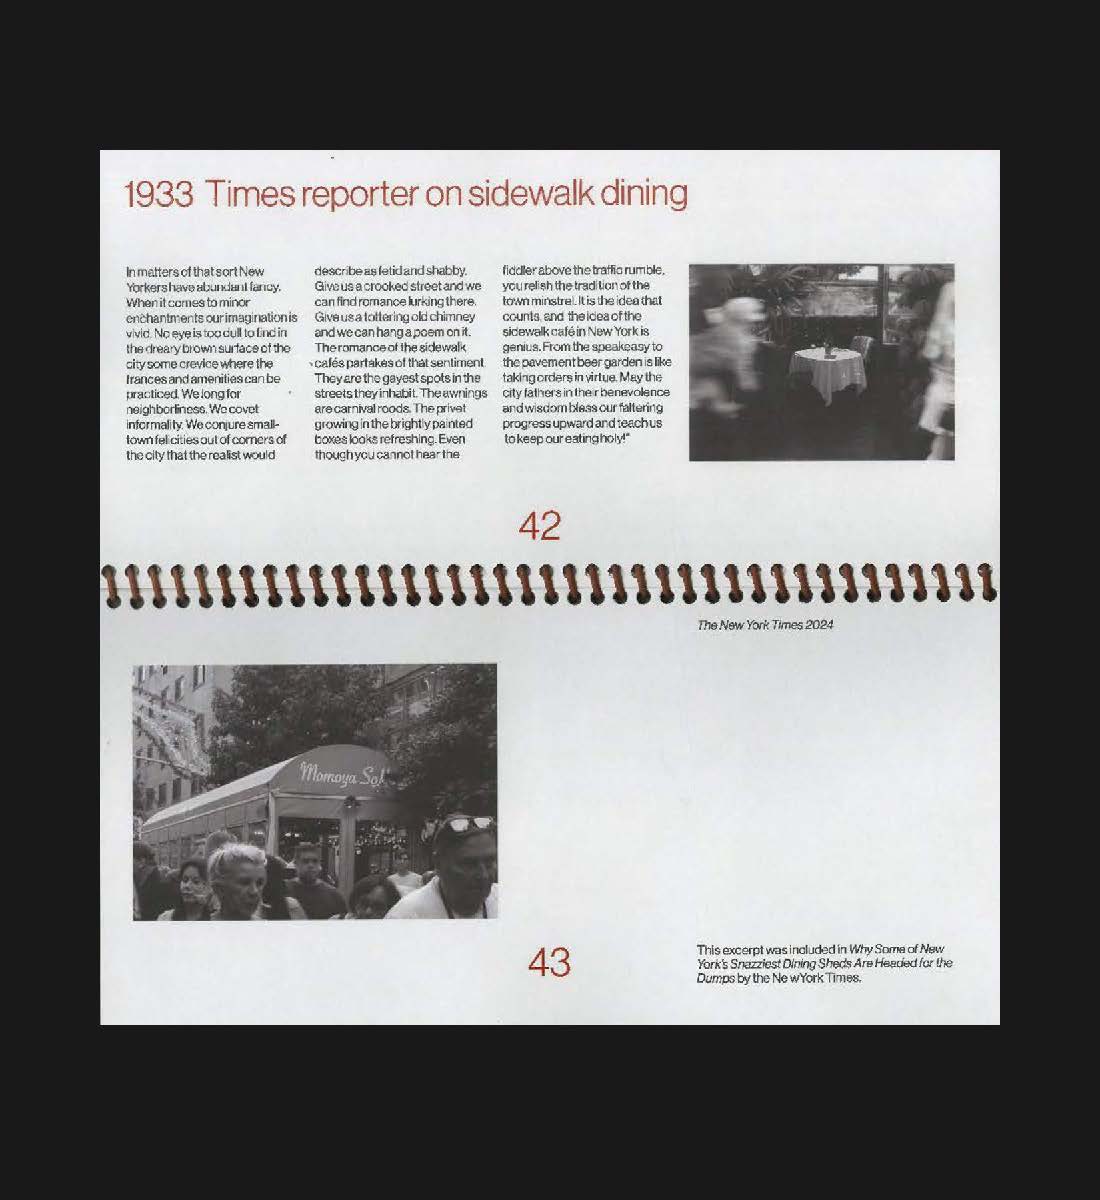 1933 Times reporter on sidewalk dining
In matters of that sort New
Yorkers have abundant fancy.
When it comes to minor
enchantments our imagination is
vivid. No eye is too dull to find in
the dreary brown surface of the
city some crevice where the
frances and amenities can be
practiced. We long for
neighborliness. We covet
informality. We conjure small-
town felicities out of corners of
the city that the realist would
describe as fetid and shabby.
Give us a crooked street and we
can find romance lurking there.
Give us a tottering old chimney
and we can hang a poem on it.
The romance of the sidewalk
cafés partakes of that sentiment.
They are the gayest spots in the
streets they inhabit. The awnings
are carnival roods. The privet
growing in the brightly painted
boxes looks refreshing. Even
though you cannot hear the
fiddler above the traffic rumble,
you relish the tradition of the
town minstrel. It is the idea that
counts, and the idea of the
sidewalk café in New York is
genius. From the speakeasy to
the pavement beer garden is like
taking orders in virtue. May the
city fathers in their benevolence
and wisdom bless our faltering
progress upward and teach us
to keep our eating holy!"
42
The New York Times 2024
Momoya
43
This excerpt was included in Why Some of New
York's Snazziest Dining Sheds Are Headed for the
Dumps by the Ne wYork Times.